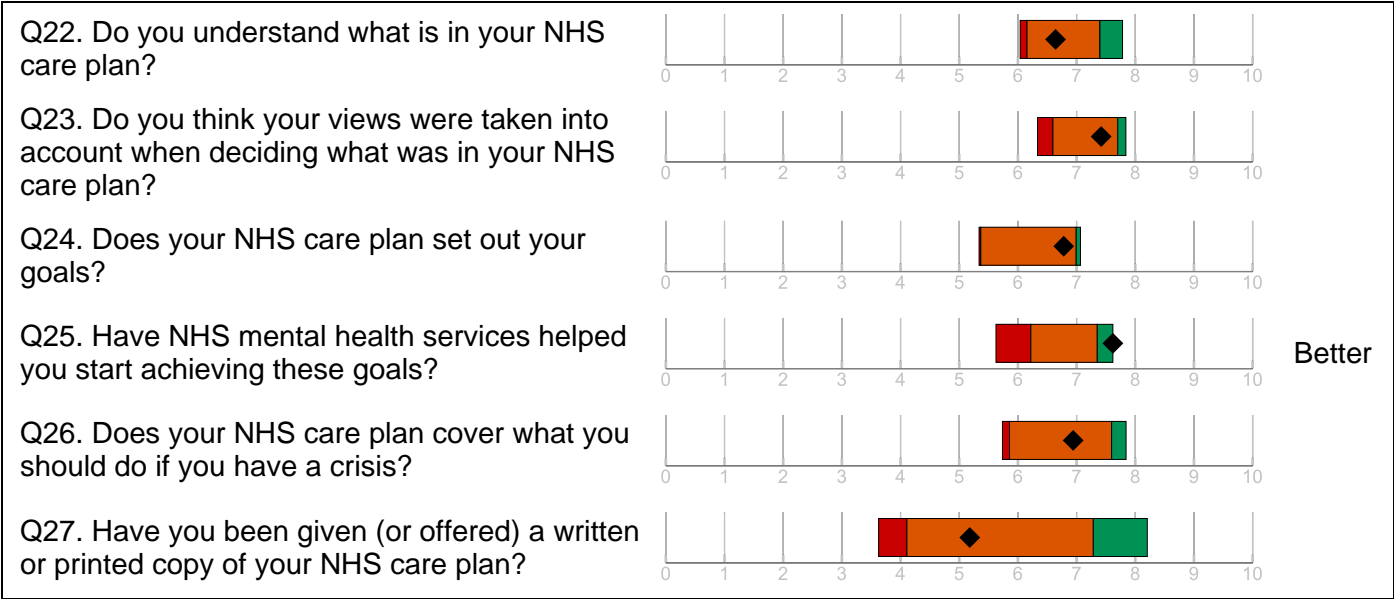 Q22. Do you understand what is in your NHS
care plan?
0 1 2 3 4 5 6 7 8 9 10
Q23. Do you think your views were taken into
account when deciding what was in your NHS
care plan?
0 1 2 3 4 5 6 7 8 9 10
Q24. Does your NHS care plan set out your
goals?
0 1 2 3 4 5 6 7 8 9 10
Q25. Have NHS mental health services helped
you start achieving these goals?
Better
0 1 2 3 4 5 6 7 8 9 10
Q26. Does your NHS care plan cover what you
should do if you have a crisis?
0 1 2 3 4 5 6 7 8 9 10
Q27. Have you been given (or offered) a written
or printed copy of your NHS care plan?
0 1 2 3 4 5 6 7 8 9 10